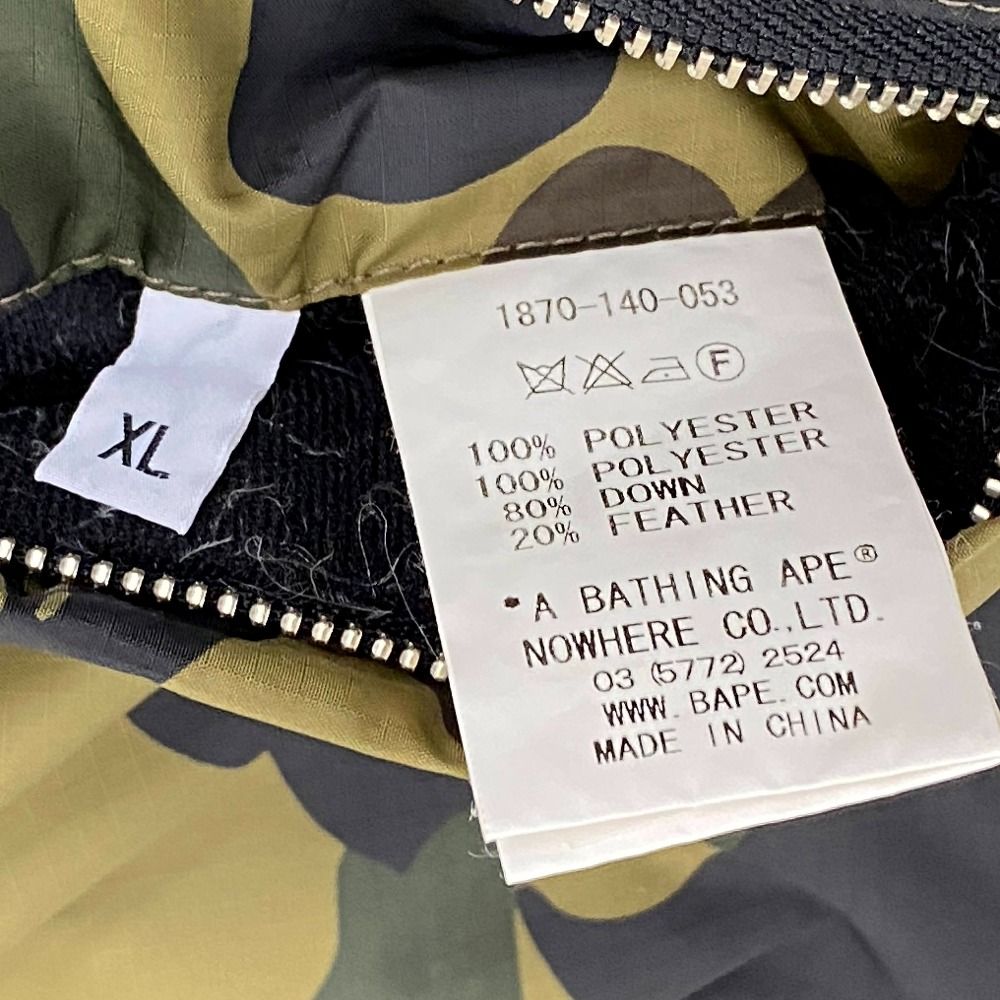 XL
1870-140-053
F
100% POLYESTER
100% POLYESTER
80% DOWN
20% FEATHER
•A BATHING APE®
NOWHERE CO.,LTD.
03 (5772) 2524
WWW.BAPE.COM
MADE IN CHINA